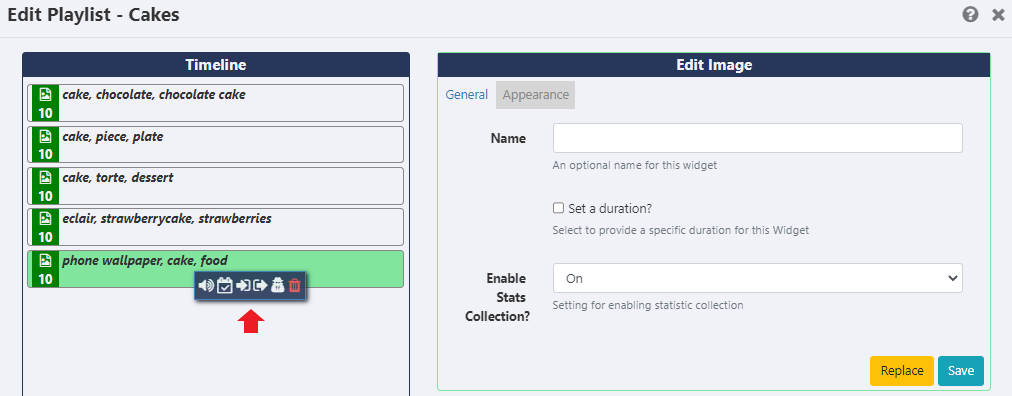 Edit Playlist - Cakes
Timeline
cake, chocolate, chocolate cake
10
cake, piece, plate
10
cake, torte, dessert
10
eclair, strawberrycake, strawberries
10
phone wallpaper, cake, food
10
Edit Image
General Appearance
Name
An optional name for this widget
Set a duration?
Select to provide a specific duration for this Widget
Enable Stats Collection?
On
Setting for enabling statistic collection
Replace Save